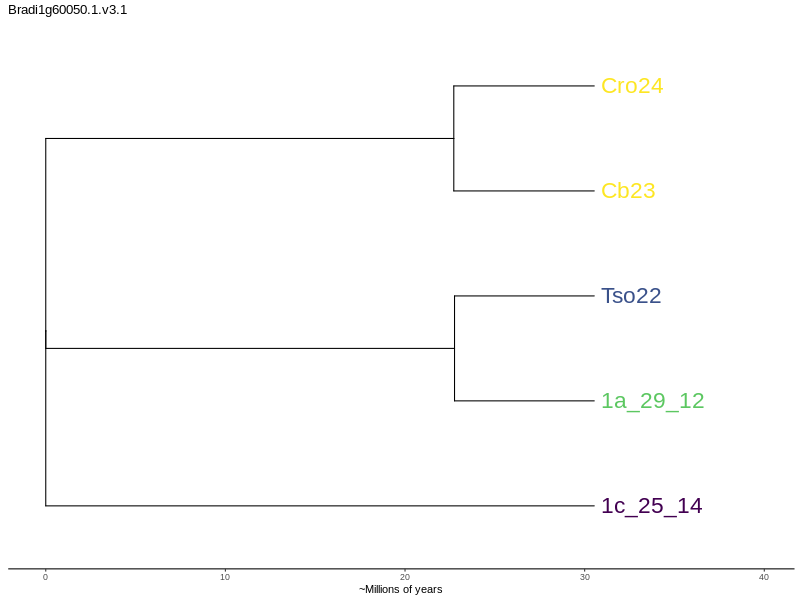 Bradi1g60050.1.v3.1
Cro24
Cb23
Tso22
1a_29_12
1c_25_14
0 10 20 30 40
~Millions of years